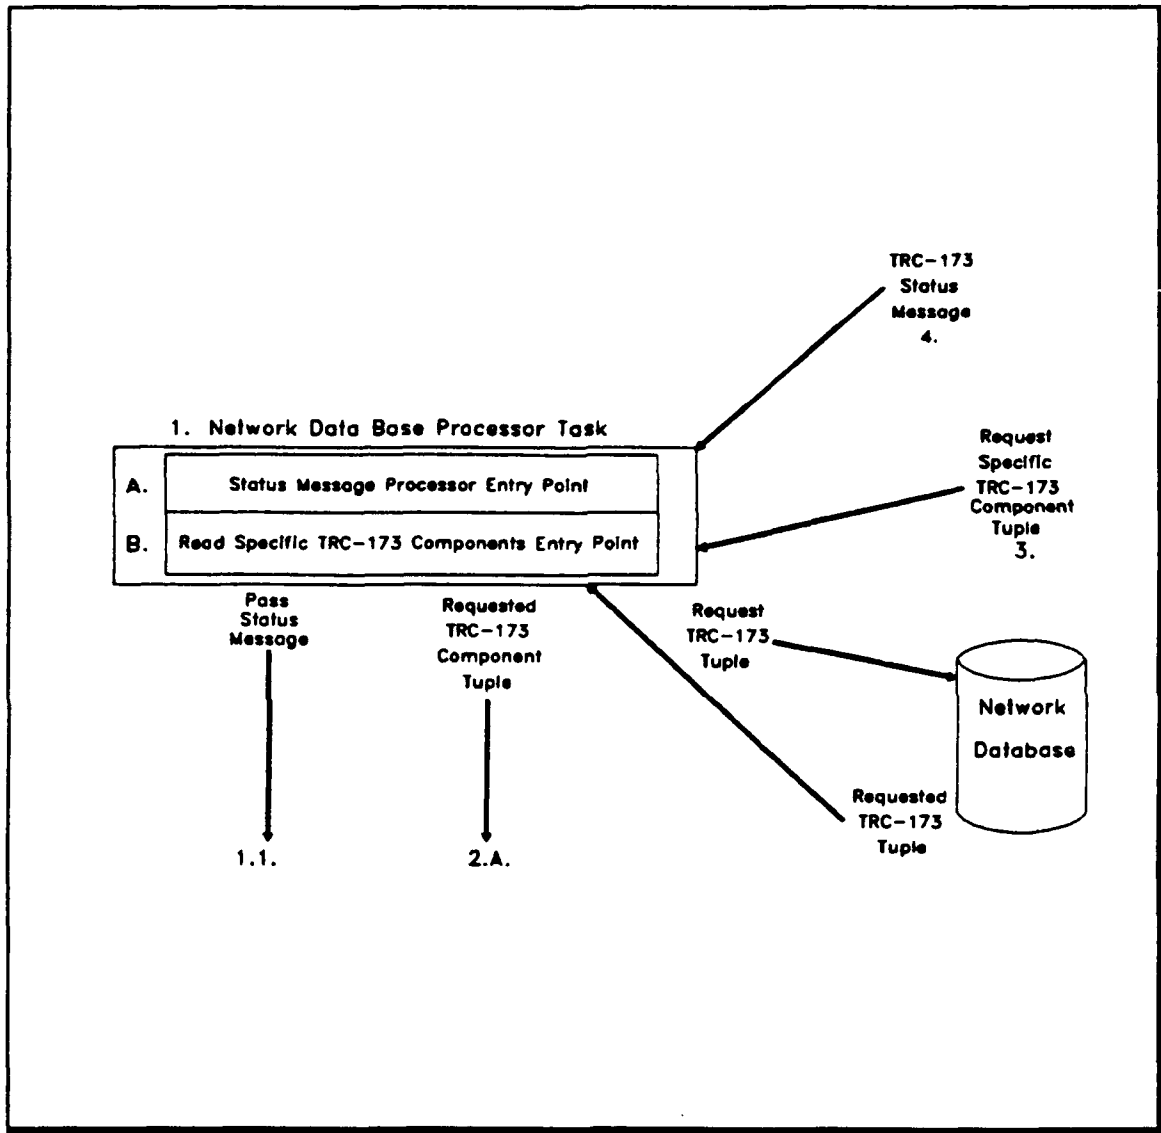 TRC-173
Status
Message
4.
1. Network Data Base Processor Task
Request
Specific
TRC-173
Component
Tuple
3.
A. Status Message Processor Entry Point
B. Read Specific TRC-173 Components Entry Point
Pass
Status
Message
Requested
TRC-173
Component
Tuple
Request
TRC-173
Tuple
Network
Database
Requested
TRC-173
Tuple
1.1.
2.A.